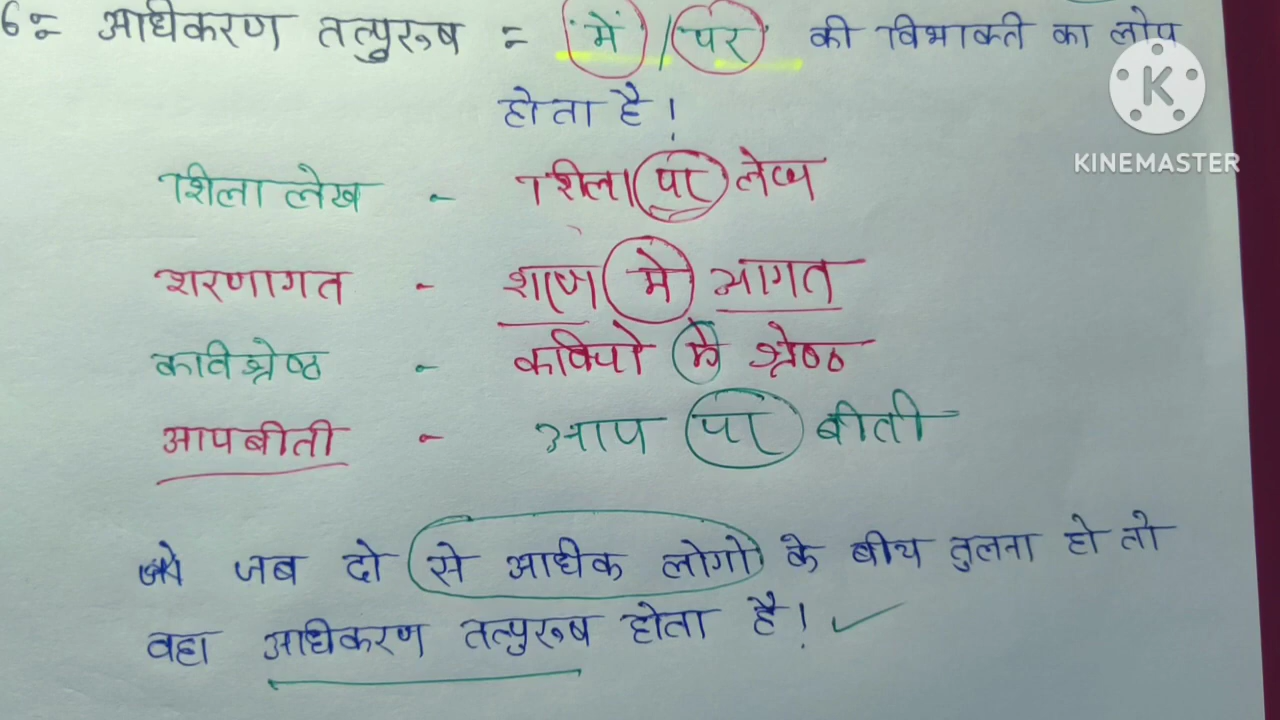 6:= अधिकरण तत्पुरुष = में / पर की विभक्ती का लोप
होता है।
शिलालेख - शिला पर लेख
शरणागत - शरण में आगत
कविश्रेष्ठ - कवियो में श्रेष्ठ
आपबीती - आप पर बीती
जब दो से अधिक लोगो के बीच तुलना हो तो
वहा अधिकरण तत्पुरुष होता है!
K
KINEMASTER